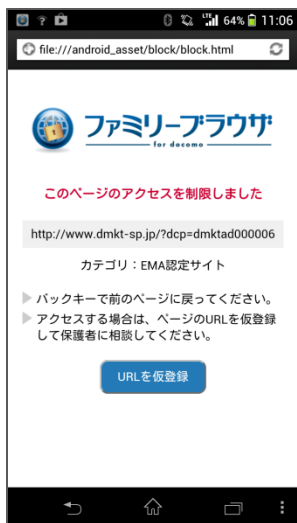 LTE 64% 11:06
file:///android_asset/block/block.html
ファミリーブラウザ
for docomo
このページのアクセスを制限しました
http://www.dmkt-sp.jp/?dcp=dmktad000006
カテゴリ：EMA認定サイト
バックキーで前のページに戻ってください。
アクセスする場合は、ページのURLを仮登録
して保護者に相談してください。
URLを仮登録